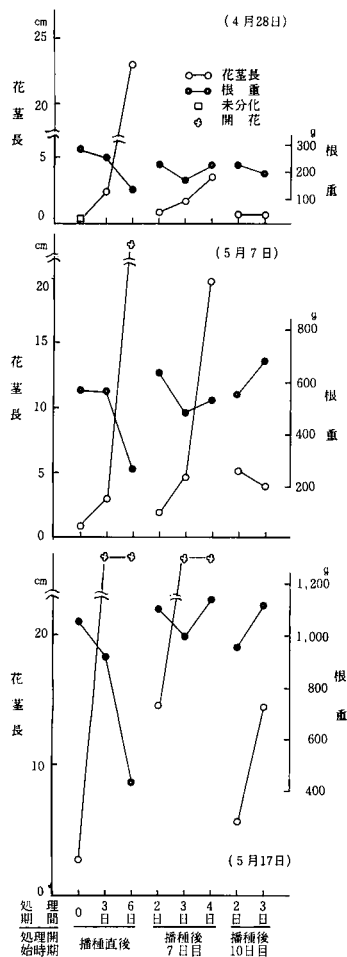 cm
(4月28日)
25
20
花茎長
○ 花茎長
● 根重
□ 未分化
開花
5
0
g
300
200
100
根重
cm
(5月7日)
20
15
10
5
0
花茎長
g
800
600
400
200
根重
cm
20
10
0
花茎長
g
1,200
1,000
800
600
400
根重
(5月17日)
処理期間
0 3日 6日 2日 3日 4日 2日 3日
処理開始時期
播種直後 播種後7日目 播種後10日目